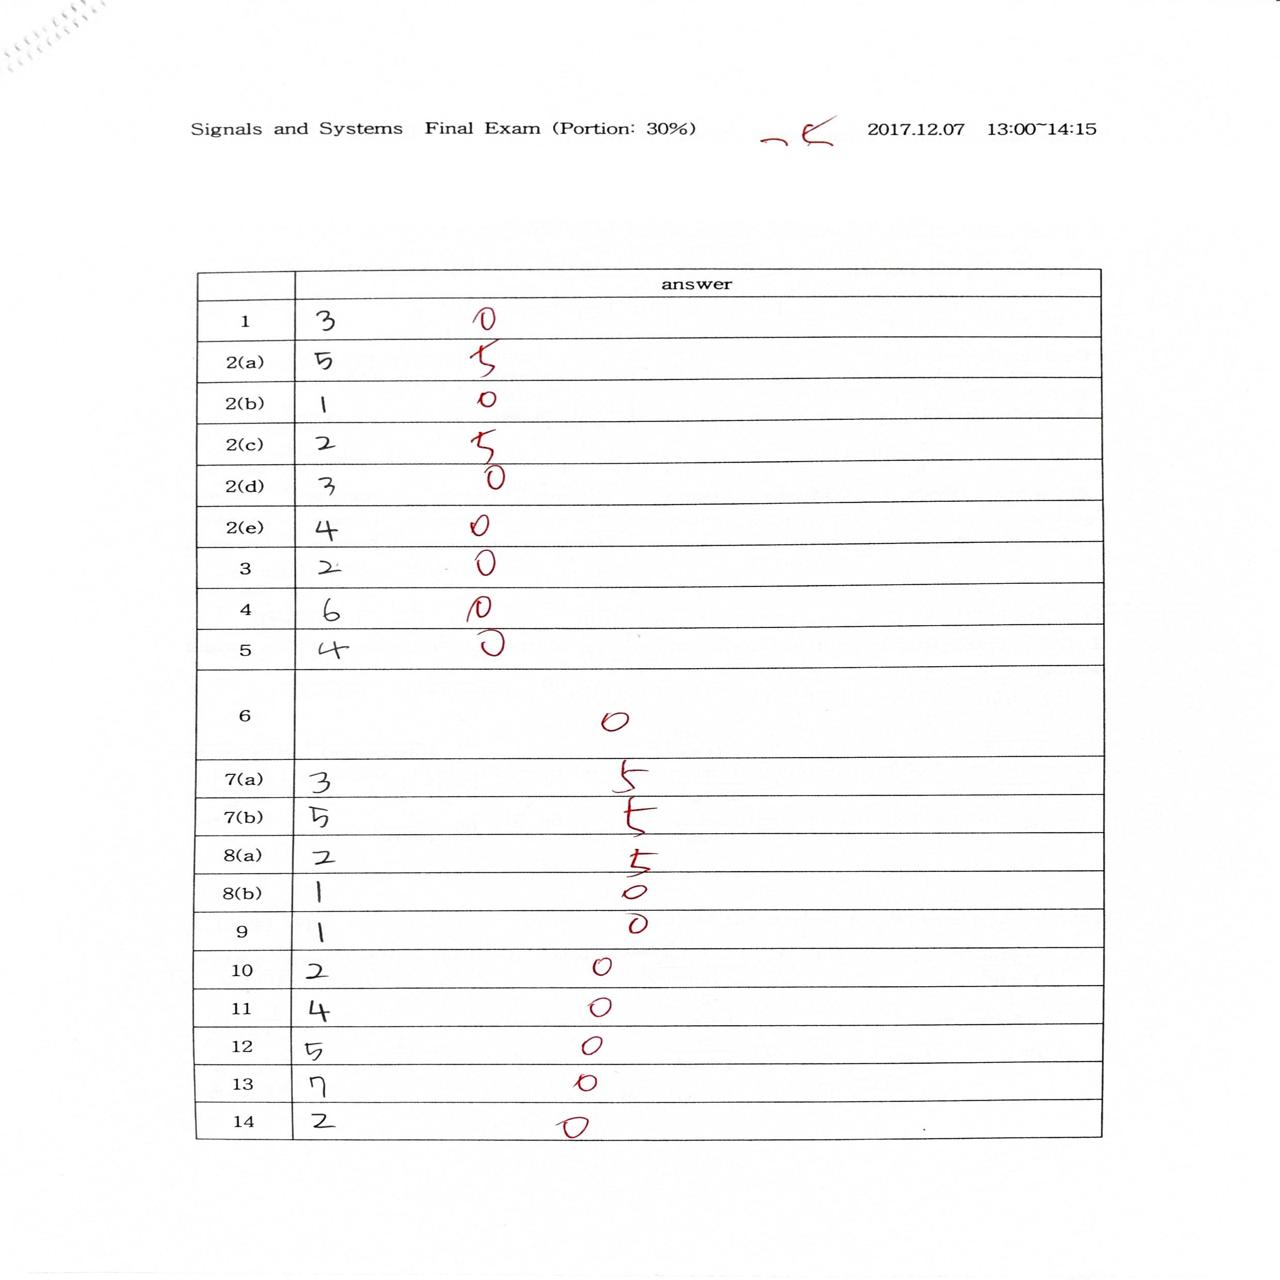 Signals and Systems Final Exam (Portion: 30%) 2017.12.07 13:00~14:15
answer
1 3 0
2(a) 5 5
2(b) 1 0
2(c) 2 5
2(d) 3 0
2(e) 4 0
3 2 0
4 6 0
5 4 0
6 0
7(a) 3 5
7(b) 5 5
8(a) 2 5
8(b) 1 0
9 1 0
10 2 0
11 4 0
12 5 0
13 7 0
14 2 0